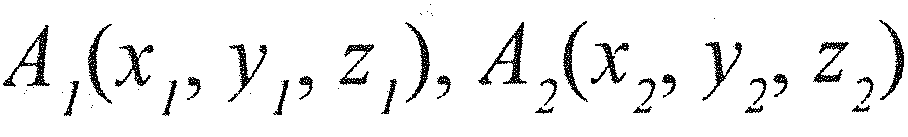 A₁(x₁, y₁, z₁), A₂(x₂, y₂, z₂)